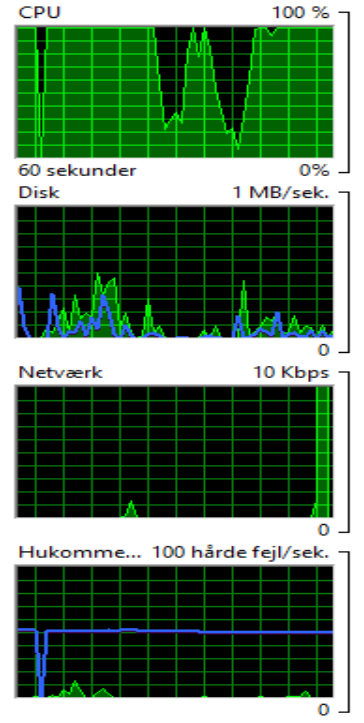 CPU 100 %
60 sekunder 0%
Disk 1 MB/sek.
0
Netværk 10 Kbps
0
Hukomme... 100 hårde fejl/sek.
0